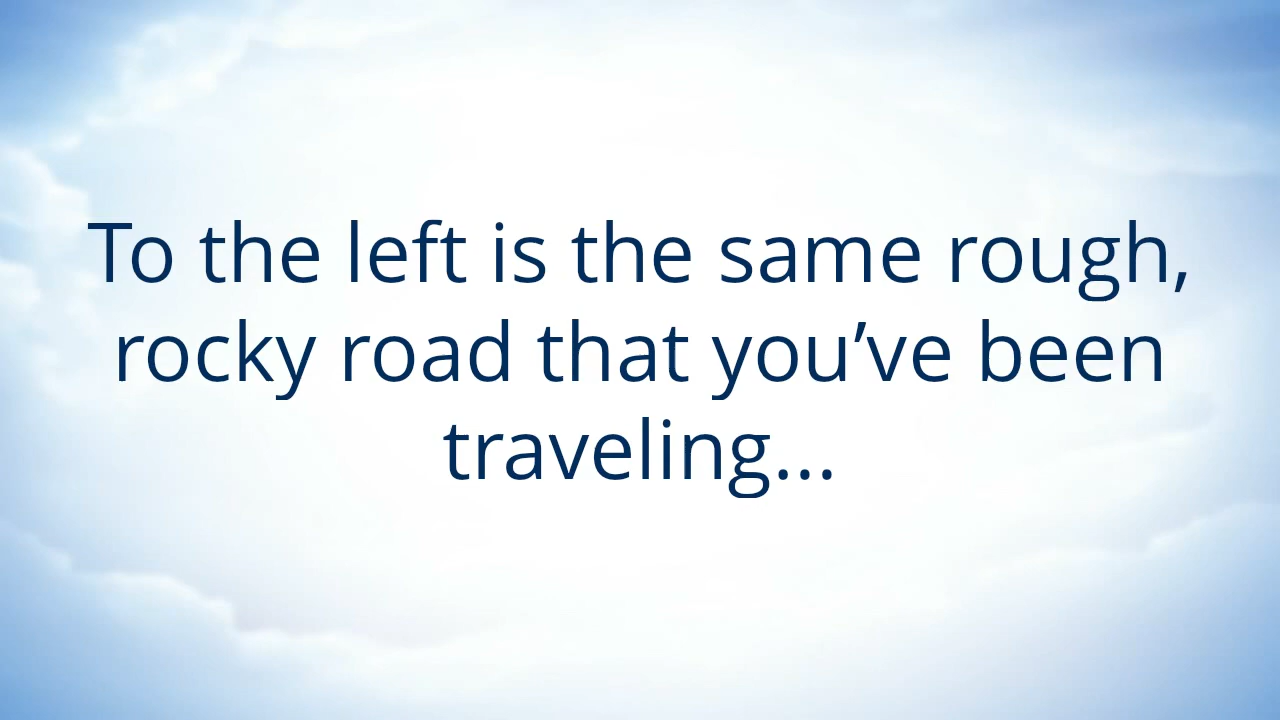 To the left is the same rough,
rocky road that you’ve been
traveling...